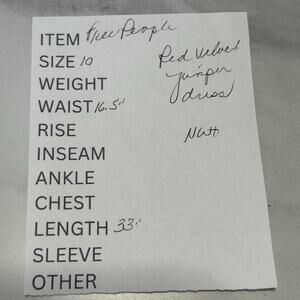 ITEM Free People
SIZE 10
Red Velvet
WEIGHT
jumper
WAIST 16.5"
dress
RISE
NWT
INSEAM
ANKLE
CHEST
LENGTH 33"
SLEEVE
OTHER